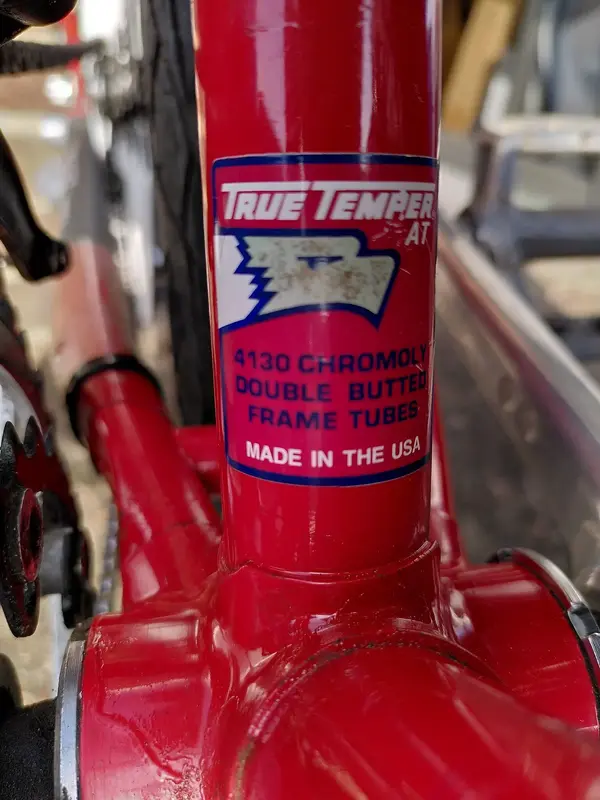 TRUE TEMPER
AT
4130 CHROMOLY
DOUBLE BUTTED
FRAME TUBES
MADE IN THE USA